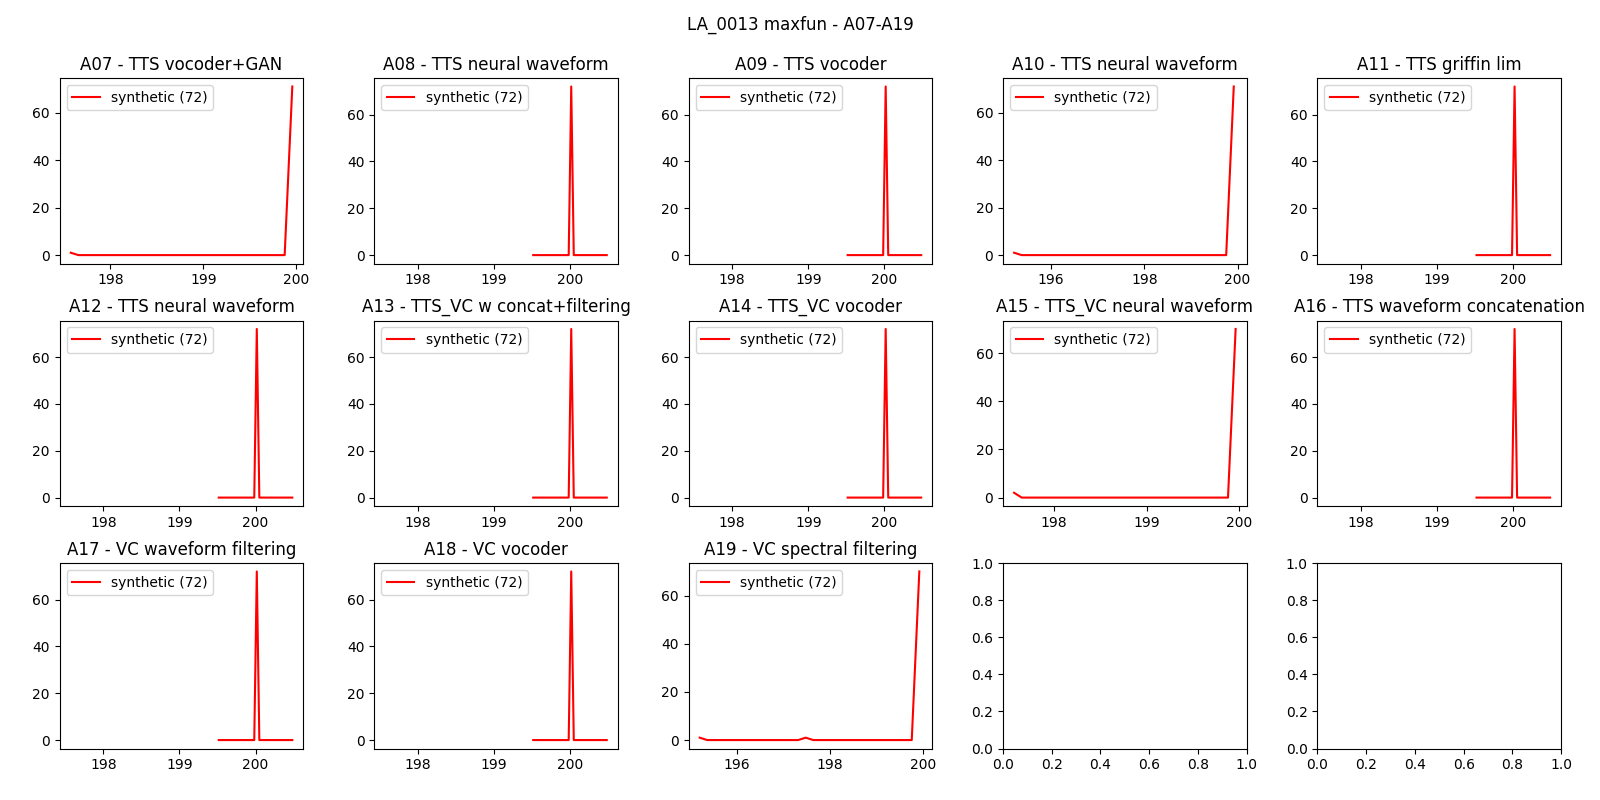 LA_0013 maxfun - A07-A19
A07 - TTS vocoder+GAN
synthetic (72)
60
40
20
0
198 199 200
A08 - TTS neural waveform
synthetic (72)
60
40
20
0
198 199 200
A09 - TTS vocoder
synthetic (72)
60
40
20
0
198 199 200
A10 - TTS neural waveform
synthetic (72)
60
40
20
0
196 198 200
A11 - TTS griffin lim
synthetic (72)
60
40
20
0
198 199 200
A12 - TTS neural waveform
synthetic (72)
60
40
20
0
198 199 200
A13 - TTS_VC w concat+filtering
synthetic (72)
60
40
20
0
198 199 200
A14 - TTS_VC vocoder
synthetic (72)
60
40
20
0
198 199 200
A15 - TTS_VC neural waveform
synthetic (72)
60
40
20
0
198 199 200
A16 - TTS waveform concatenation
synthetic (72)
60
40
20
0
198 199 200
A17 - VC waveform filtering
synthetic (72)
60
40
20
0
198 199 200
A18 - VC vocoder
synthetic (72)
60
40
20
0
198 199 200
A19 - VC spectral filtering
synthetic (72)
60
40
20
0
196 198 200
1.0
0.8
0.6
0.4
0.2
0.0
0.0 0.2 0.4 0.6 0.8 1.0
1.0
0.8
0.6
0.4
0.2
0.0
0.0 0.2 0.4 0.6 0.8 1.0